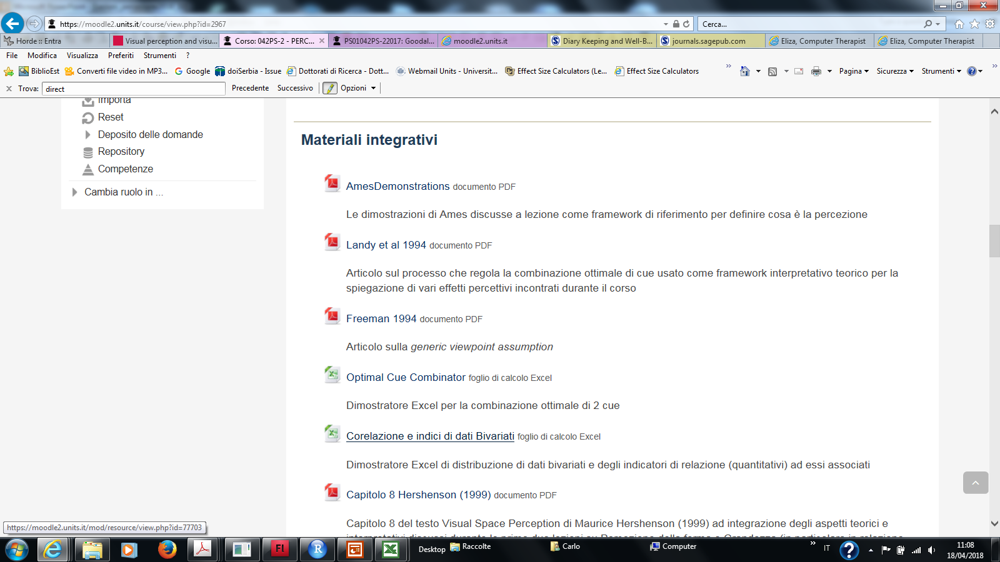 https://moodle2.units.it/course/view.php?id=2967
Cerca...
Horde :: Entra
Visual perception and visu...
Corso: 042PS-2 - PERC...
PS01042PS-22017: Goodal...
moodle2.units.it
Diary Keeping and Well-B...
journals.sagepub.com
Eliza, Computer Therapist
Eliza, Computer Therapist
File Modifica Visualizza Preferiti Strumenti ?
BiblioEst
Converti file video in MP3...
Google
doiSerbia - Issue
Dottorati di Ricerca - Dott...
Webmail Units - Universit...
Effect Size Calculators (Le...
Effect Size Calculators
Pagina
Sicurezza
Strumenti
Trova: direct
Precedente Successivo
Opzioni
Importa
Reset
Deposito delle domande
Repository
Competenze
Cambia ruolo in ...
Materiali integrativi
AmesDemonstrations documento PDF
Le dimostrazioni di Ames discusse a lezione come framework di riferimento per definire cosa è la percezione
Landy et al 1994 documento PDF
Articolo sul processo che regola la combinazione ottimale di cue usato come framework interpretativo teorico per la
spiegazione di vari effetti percettivi incontrati durante il corso
Freeman 1994 documento PDF
Articolo sulla generic viewpoint assumption
Optimal Cue Combinator foglio di calcolo Excel
Dimostratore Excel per la combinazione ottimale di 2 cue
Corelazione e indici di dati Bivariati foglio di calcolo Excel
Dimostratore Excel di distribuzione di dati bivariati e degli indicatori di relazione (quantitativi) ad essi associati
Capitolo 8 Hershenson (1999) documento PDF
Capitolo 8 del testo Visual Space Perception di Maurice Hershenson (1999) ad integrazione degli aspetti teorici e
https://moodle2.units.it/mod/resource/view.php?id=77703
Fl
R
Desktop
Raccolte
Carlo
Computer
IT
11:08
18/04/2018